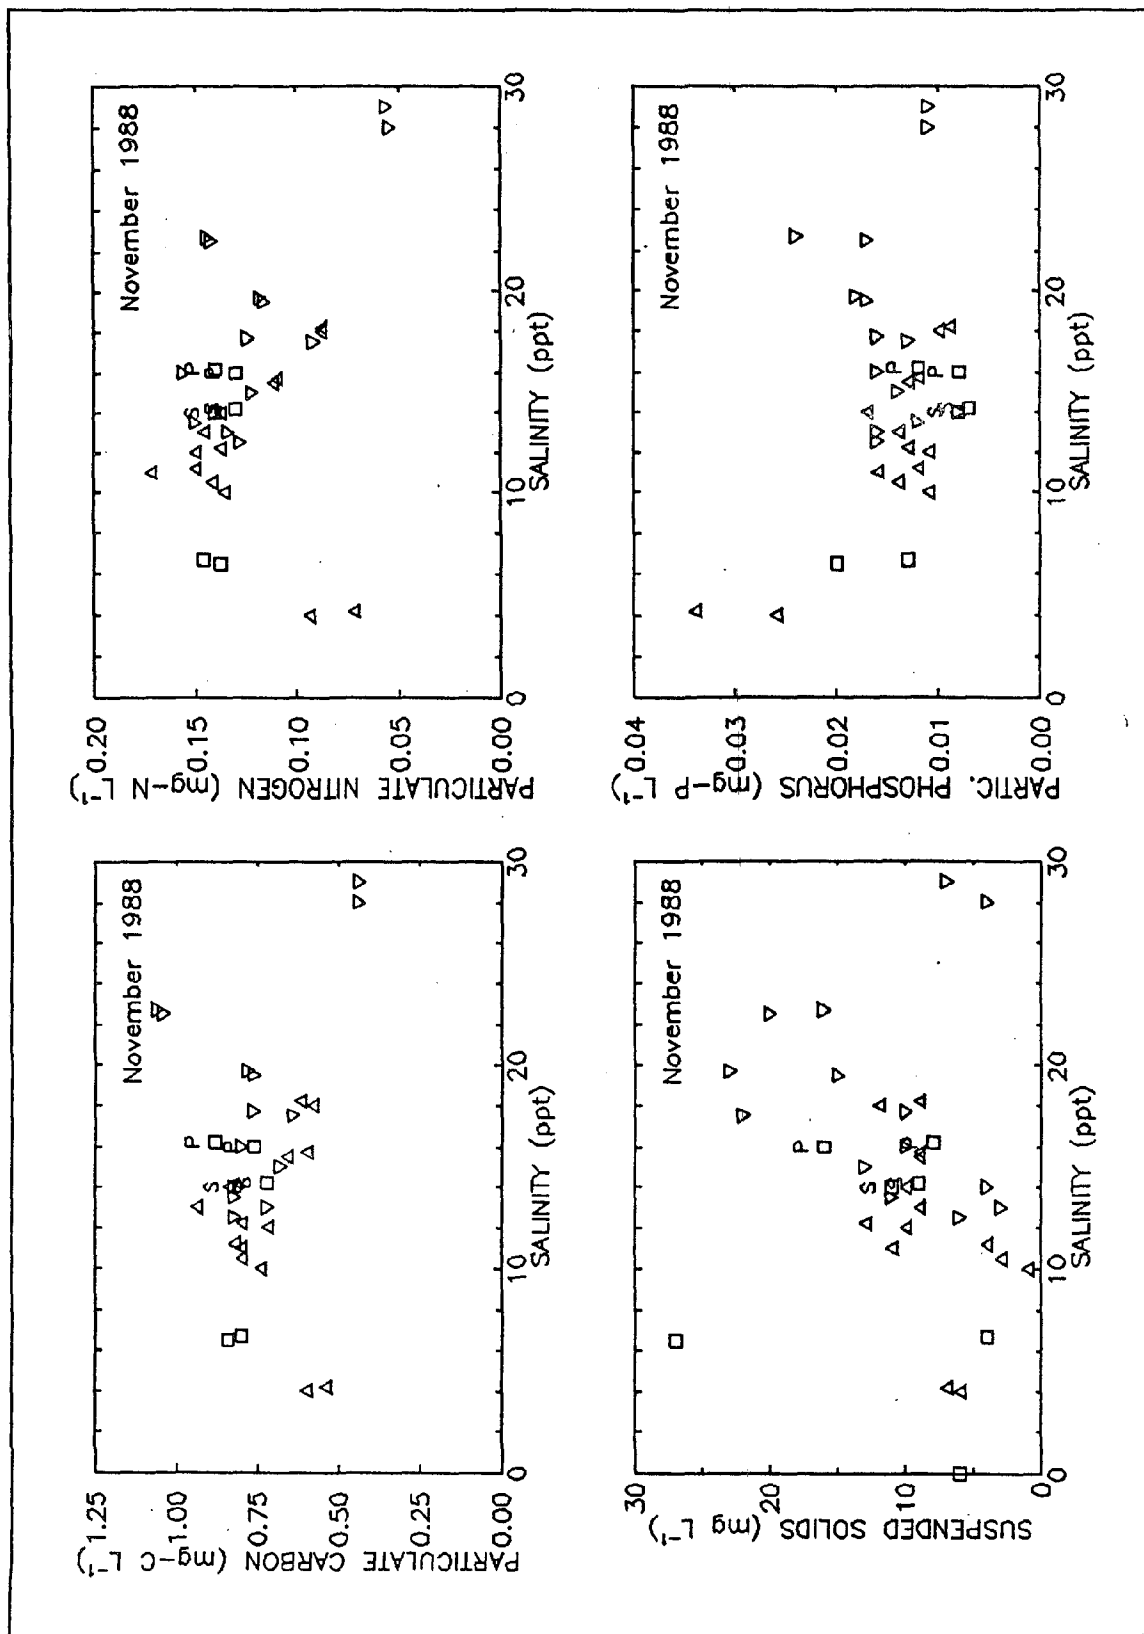 1.25
1.00
0.75
0.50
PARTICULATE CARBON (mg-C L⁻¹)
November 1988
P
P
S
S
0
10
20
30
SALINITY (ppt)
0.20
0.15
0.10
0.05
0.00
PARTICULATE NITROGEN (mg-N L⁻¹)
November 1988
P
P
S
S
0
10
20
30
SALINITY (ppt)
30
20
10
0
SUSPENDED SOLIDS (mg L⁻¹)
November 1988
P
P
S
S
0
10
20
30
SALINITY (ppt)
0.04
0.03
0.02
0.01
0.00
PARTIC. PHOSPHORUS (mg-P L⁻¹)
November 1988
P
P
S
S
0
10
20
30
SALINITY (ppt)